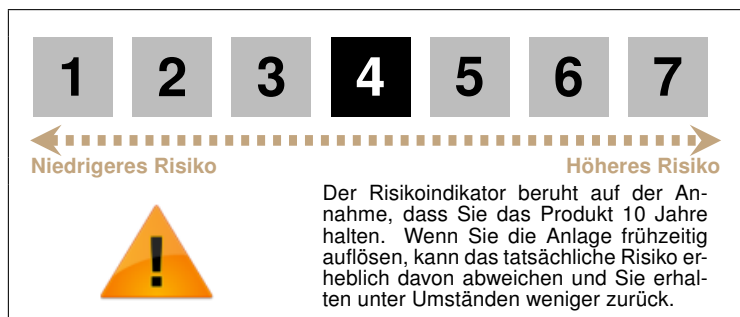 1 2 3 4 5 6 7
Niedrigeres Risiko Höheres Risiko
Der Risikoindikator beruht auf der An-
nahme, dass Sie das Produkt 10 Jahre
halten. Wenn Sie die Anlage frühzeitig
auflösen, kann das tatsächliche Risiko er-
heblich davon abweichen und Sie erhal-
ten unter Umständen weniger zurück.